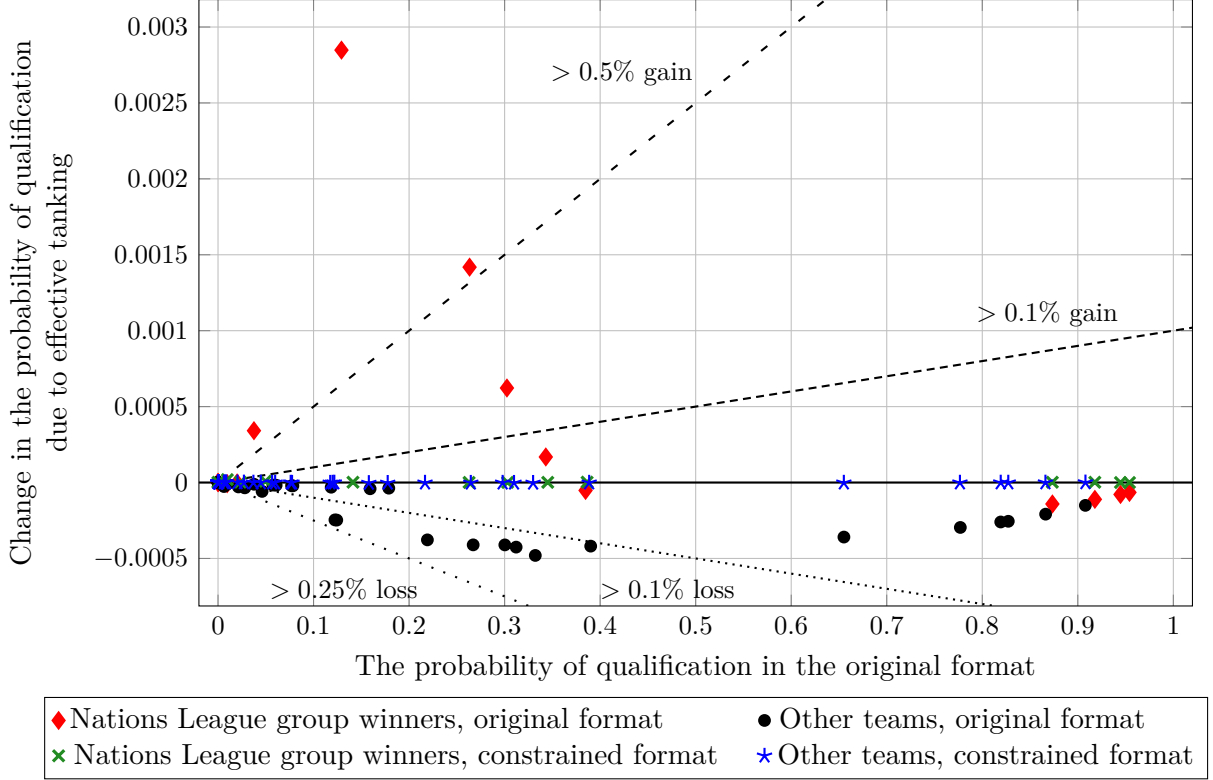 0.003
0.0025
0.002
0.0015
0.001
0.0005
0
−0.0005
Change in the probability of qualification
due to effective tanking
> 0.5% gain
> 0.1% gain
> 0.25% loss
> 0.1% loss
0 0.1 0.2 0.3 0.4 0.5 0.6 0.7 0.8 0.9 1
The probability of qualification in the original format
Nations League group winners, original format
Other teams, original format
Nations League group winners, constrained format
Other teams, constrained format